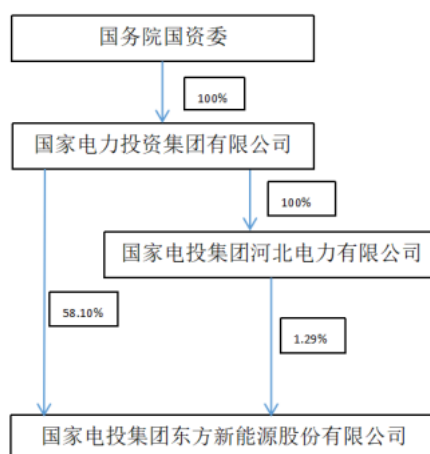 国务院国资委
100%
国家电力投资集团有限公司
100%
国家电投集团河北电力有限公司
58.10%
1.29%
国家电投集团东方新能源股份有限公司